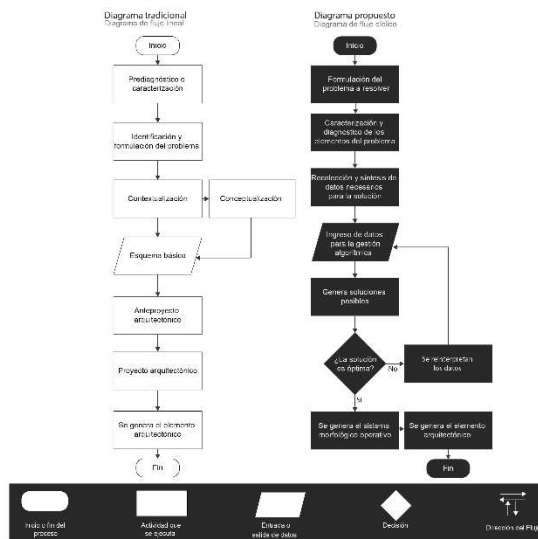 Diagrama tradicional
Diagrama de flujo lineal
Inicio
Prediagnóstico o
caracterización
Identificación y
formulación del problema
Contextualización
Conceptualización
Esquema básico
Anteproyecto
arquitectónico
Proyecto arquitectónico
Se genera el elemento
arquitectónico
Fin
Diagrama propuesto
Diagrama de flujo cíclico
Inicio
Formulación del
problema a resolver
Caracterización y
diagnostico de los
elementos del problema
Recolección y síntesis de
datos necesarios
para la solución
Ingreso de datos
para la gestión
algorítmica
Genera soluciones
posibles
¿La solución
es óptima?
No
Se reinterpretan
los datos
Si
Se genera el sistema
morfológico operativo
Se genera el elemento
arquitectónico
Fin
Inicio o fin del
proceso
Actividad que
se ejecuta
Entrada o
salida de datos
Decisión
Dirección del Flujo